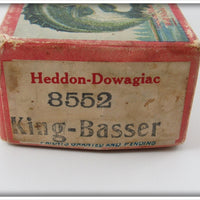 Heddon-Dowagiac
8552
King-Basser
PATENTS GRANTED AND PENDING